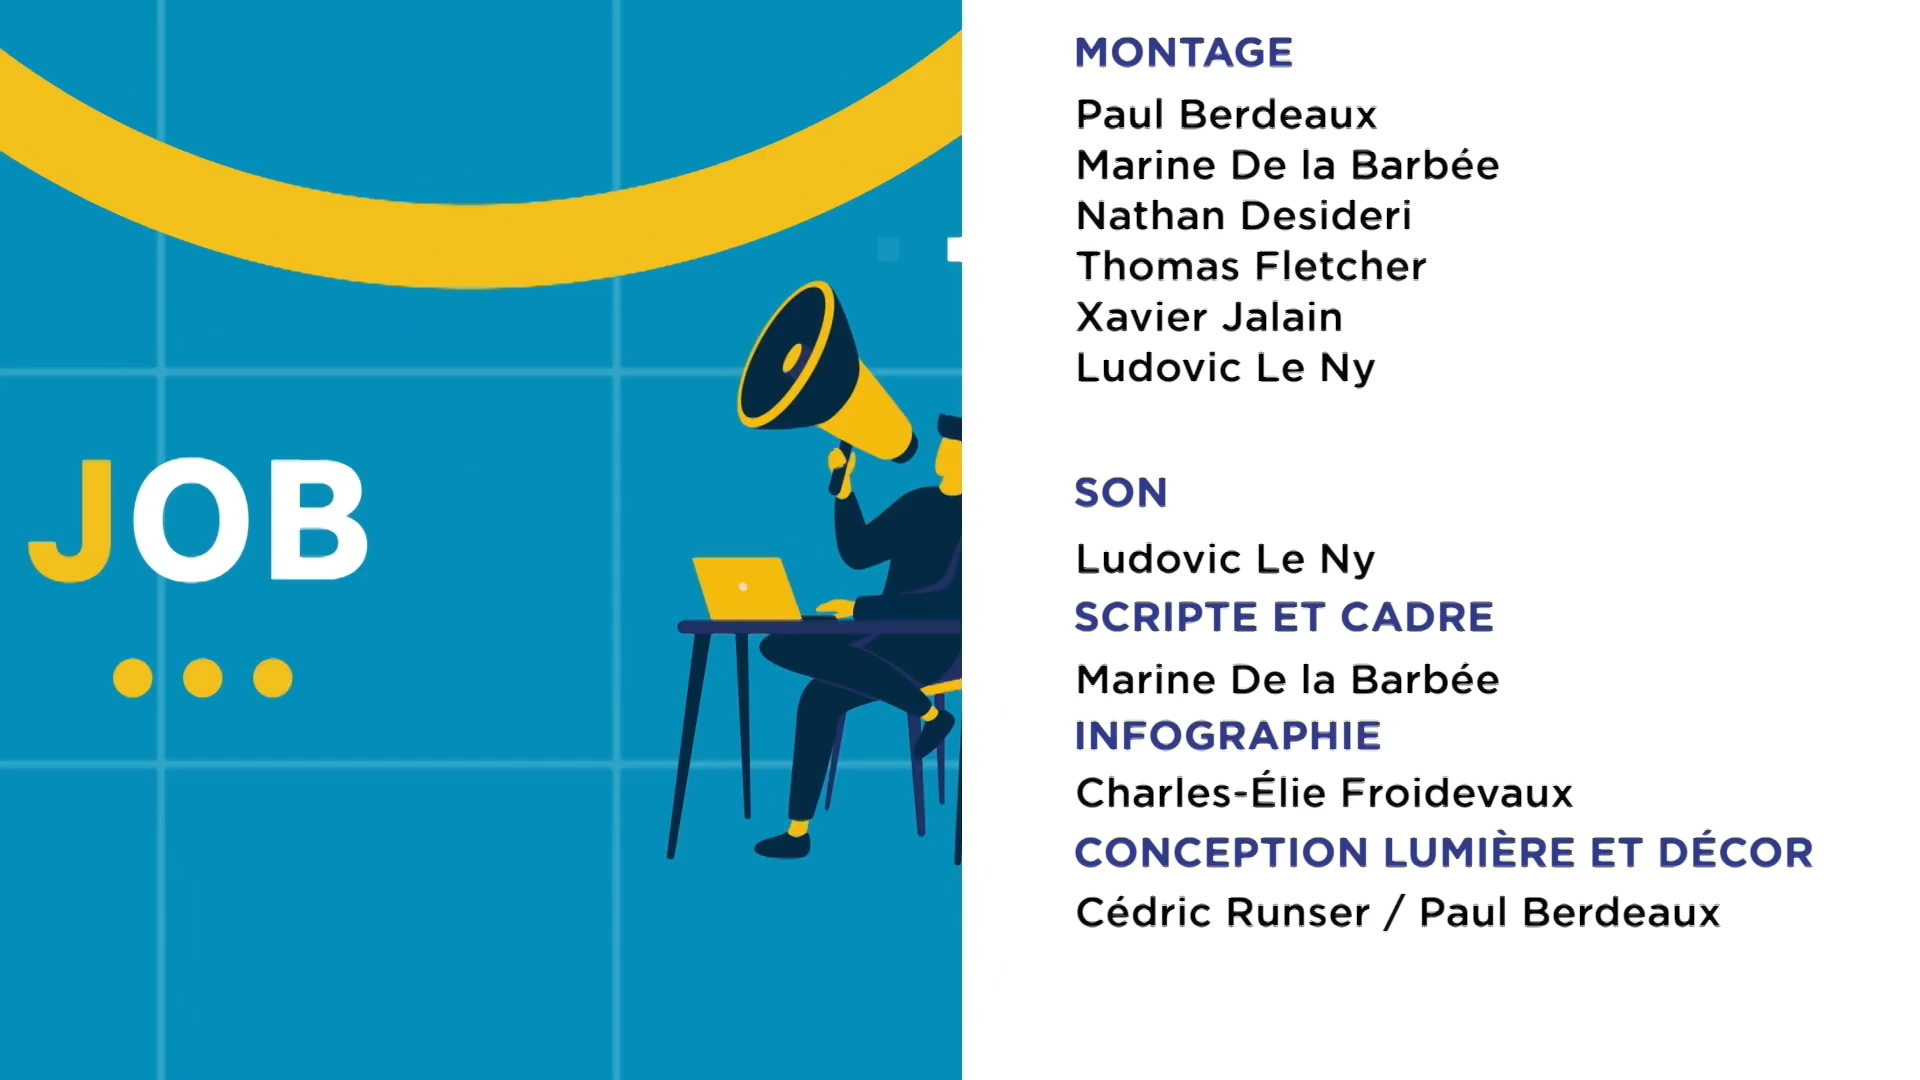 JOB
MONTAGE
Paul Berdeaux
Marine De la Barbée
Nathan Desideri
Thomas Fletcher
Xavier Jalain
Ludovic Le Ny
SON
Ludovic Le Ny
SCRIPTE ET CADRE
Marine De la Barbée
INFOGRAPHIE
Charles-Élie Froidevaux
CONCEPTION LUMIÈRE ET DÉCOR
Cédric Runser / Paul Berdeaux